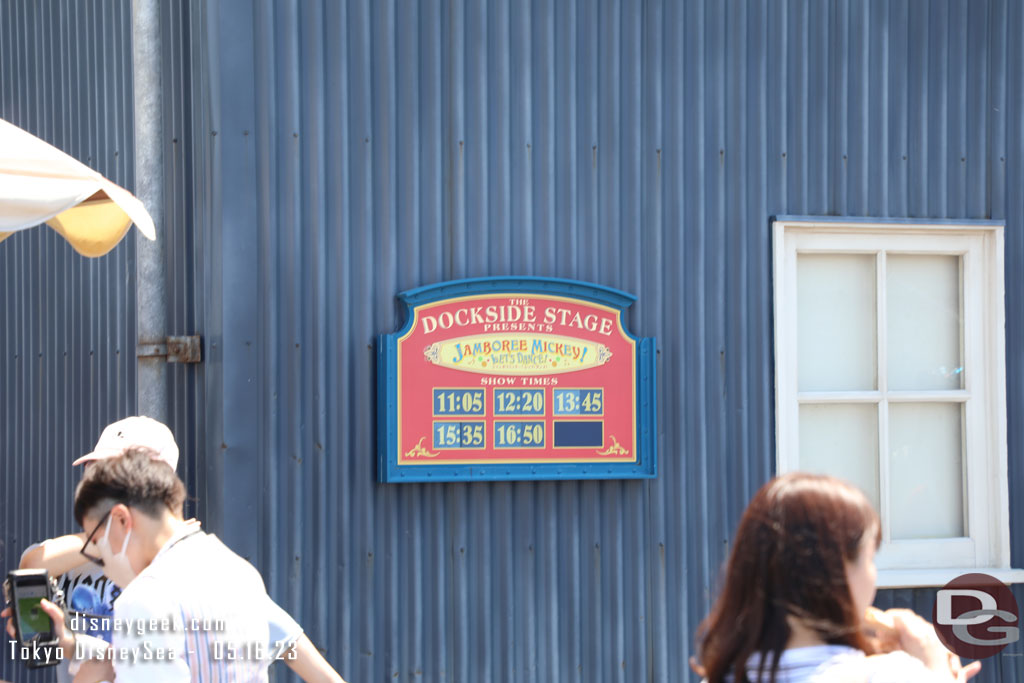 THE
DOCKSIDE STAGE
PRESENTS
JAMBOREE MICKEY!
LET'S DANCE!
SHOW TIMES
11:05 12:20 13:45
15:35 16:50
disneygeek.com
Tokyo DisneySea - 05.16.23
DG